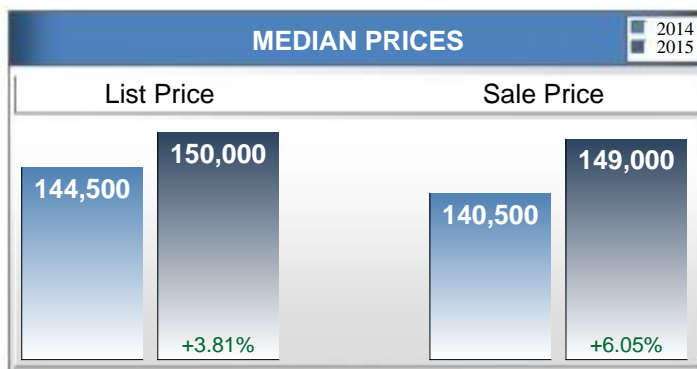 MEDIAN PRICES
2014
2015
List Price
Sale Price
144,500
150,000
140,500
149,000
+3.81%
+6.05%